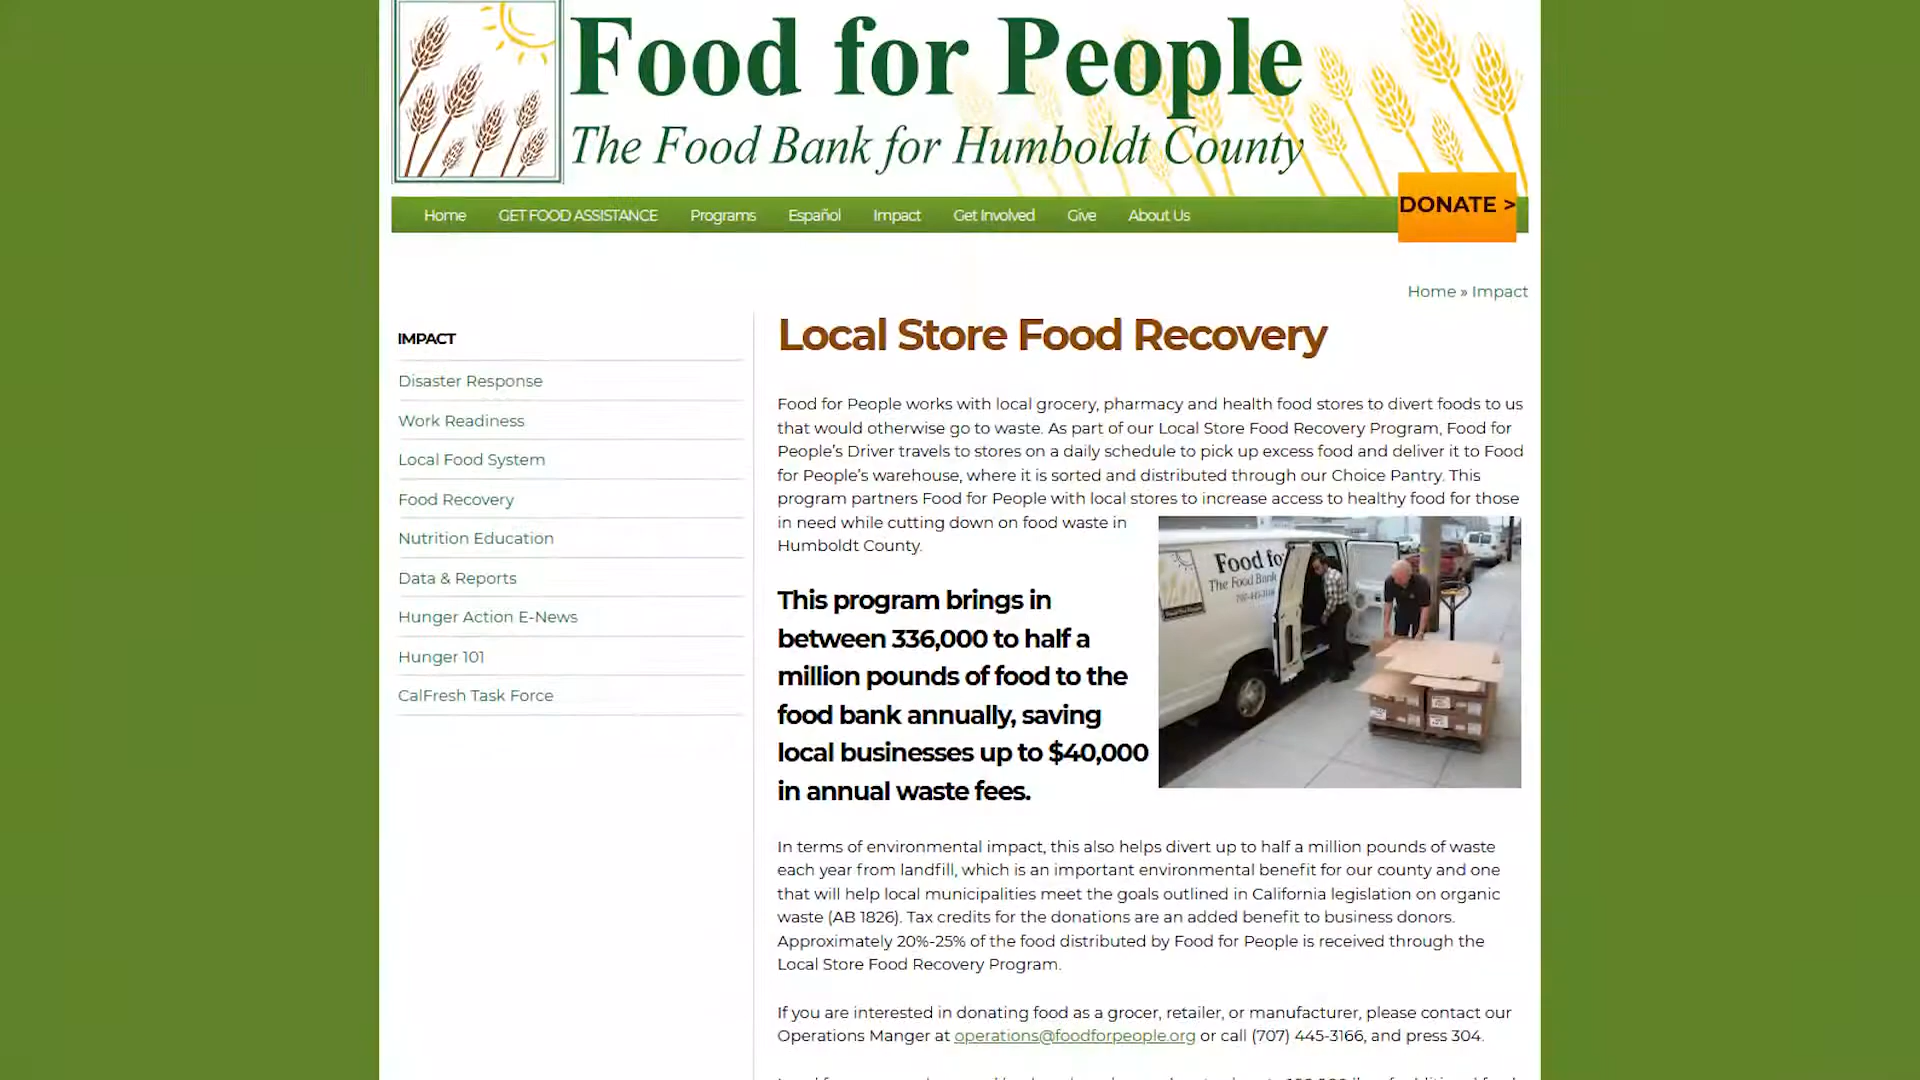 Food for People
The Food Bank for Humboldt County
Home GET FOOD ASSISTANCE Programs Español Impact Get Involved Give About Us
DONATE >
Home » Impact
IMPACT
Disaster Response
Work Readiness
Local Food System
Food Recovery
Nutrition Education
Data & Reports
Hunger Action E-News
Hunger 101
CalFresh Task Force
Local Store Food Recovery
Food for People works with local grocery, pharmacy and health food stores to divert foods to us
that would otherwise go to waste. As part of our Local Store Food Recovery Program, Food for
People's Driver travels to stores on a daily schedule to pick up excess food and deliver it to Food
for People's warehouse, where it is sorted and distributed through our Choice Pantry. This
program partners Food for People with local stores to increase access to healthy food for those
in need while cutting down on food waste in
Humboldt County.
Food fo
The Food Bank
This program brings in
between 336,000 to half a
million pounds of food to the
food bank annually, saving
local businesses up to $40,000
in annual waste fees.
In terms of environmental impact, this also helps divert up to half a million pounds of waste
each year from landfill, which is an important environmental benefit for our county and one
that will help local municipalities meet the goals outlined in California legislation on organic
waste (AB 1826). Tax credits for the donations are an added benefit to business donors.
Approximately 20%-25% of the food distributed by Food for People is received through the
Local Store Food Recovery Program.
If you are interested in donating food as a grocer, retailer, or manufacturer, please contact our
Operations Manger at operations@foodforpeople.org or call (707) 445-3166, and press 304.